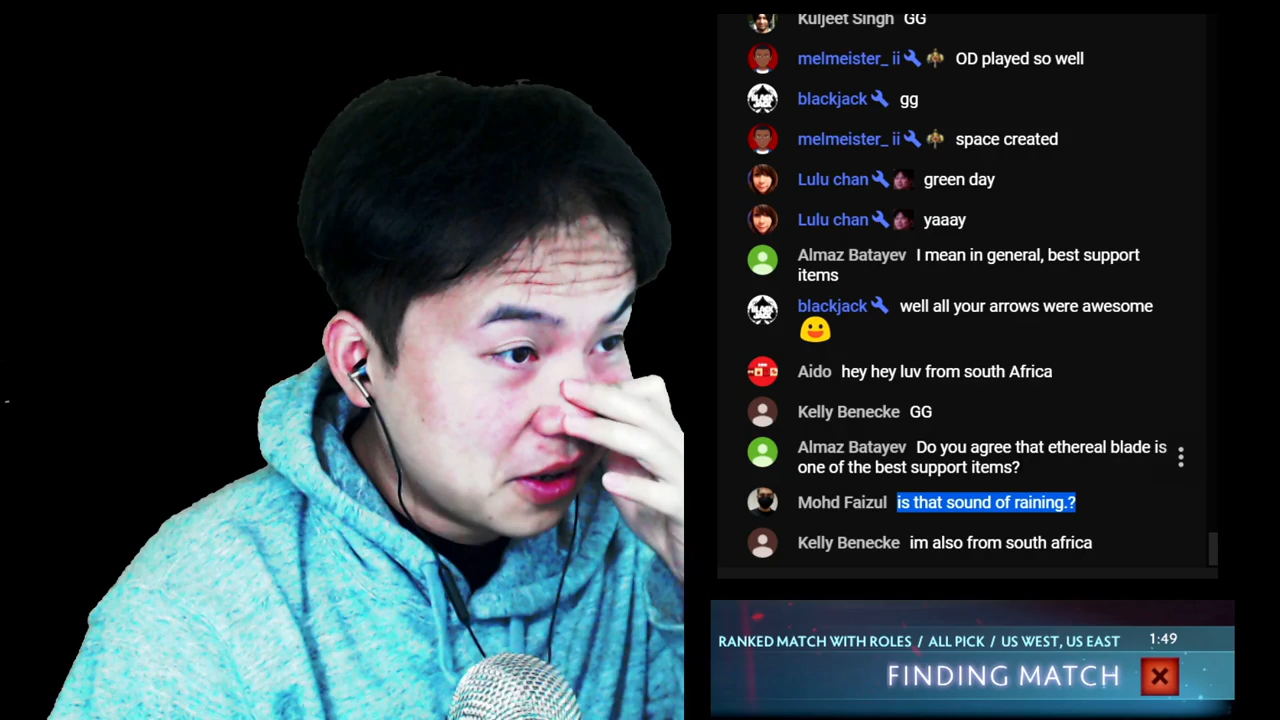 Kuljeet Singh GG
melmeister_ ii OD played so well
blackjack gg
melmeister_ ii space created
Lulu chan green day
Lulu chan yaaay
Almaz Batayev I mean in general, best support
items
blackjack well all your arrows were awesome
Aido hey hey luv from south Africa
Kelly Benecke GG
Almaz Batayev Do you agree that ethereal blade is
one of the best support items?
Mohd Faizul is that sound of raining.?
Kelly Benecke im also from south africa
RANKED MATCH WITH ROLES / ALL PICK / US WEST, US EAST 1:49
FINDING MATCH